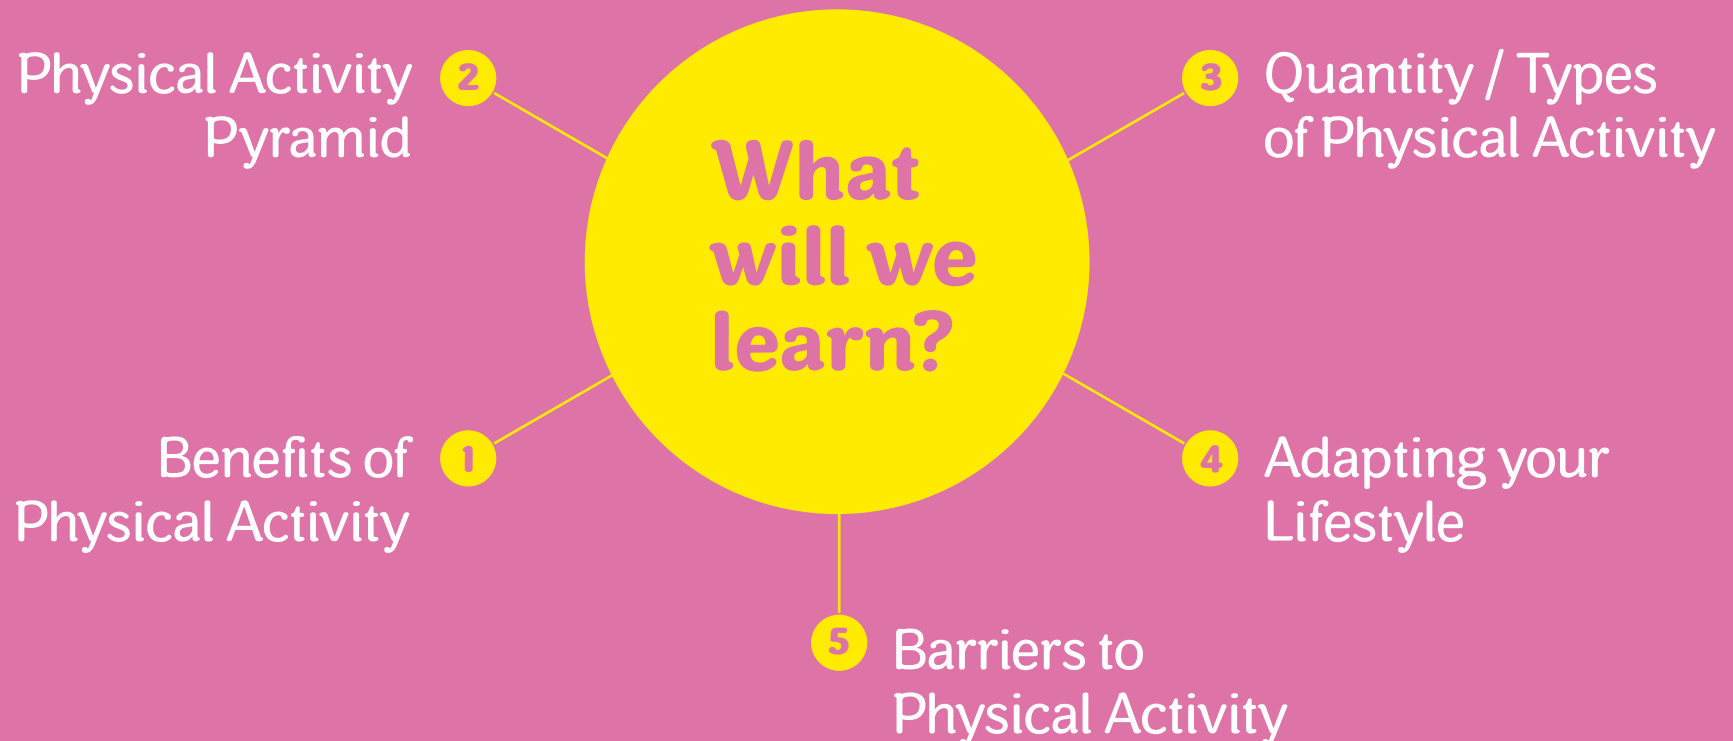 What
will we
learn?
1
Benefits of
Physical Activity
2
Physical Activity
Pyramid
3
Quantity / Types
of Physical Activity
4
Adapting your
Lifestyle
5
Barriers to
Physical Activity